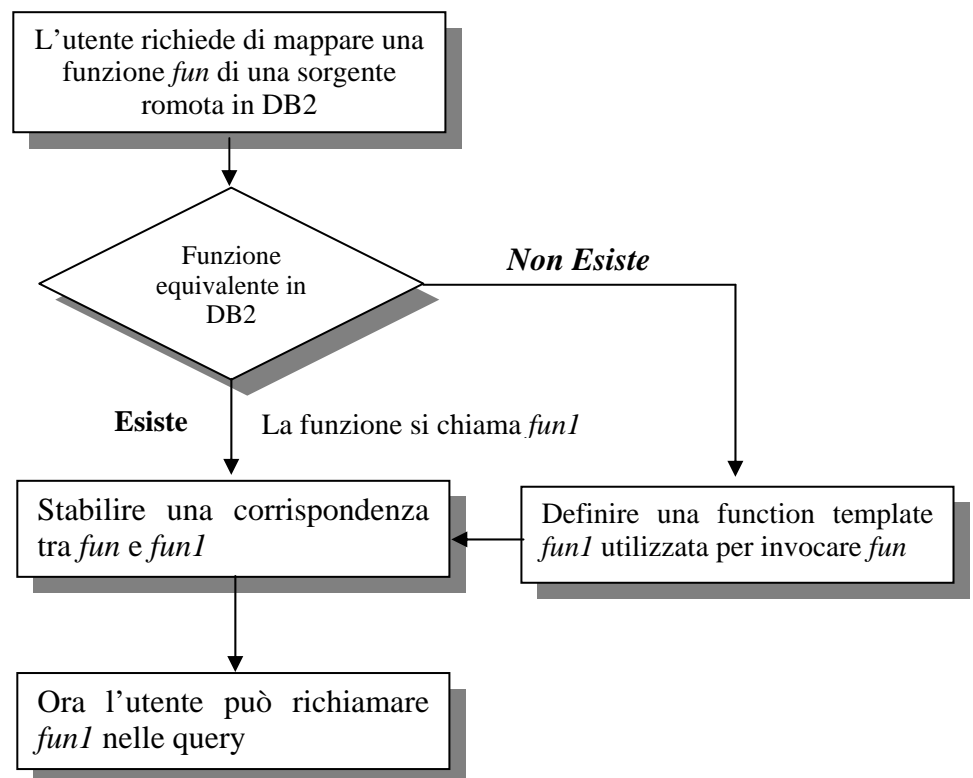 L'utente richiede di mappare una
funzione fun di una sorgente
romota in DB2
Funzione
equivalente in
DB2
Non Esiste
Esiste
La funzione si chiama fun1
Stabilire una corrispondenza
tra fun e fun1
Definire una function template
fun1 utilizzata per invocare fun
Ora l'utente può richiamare
fun1 nelle query